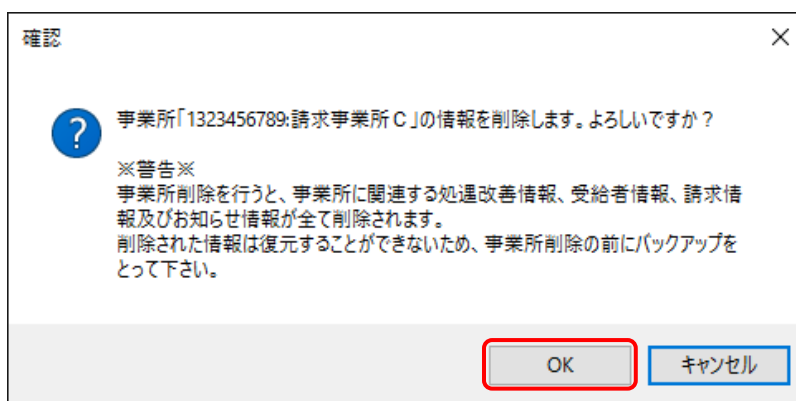 確認
事業所「1323456789:請求事業所Ｃ」の情報を削除します。よろしいですか？
※警告※
事業所削除を行うと、事業所に関連する処遇改善情報、受給者情報、請求情
報及びお知らせ情報が全て削除されます。
削除された情報は復元することができないため、事業所削除の前にバックアップを
とって下さい。
OK
キャンセル